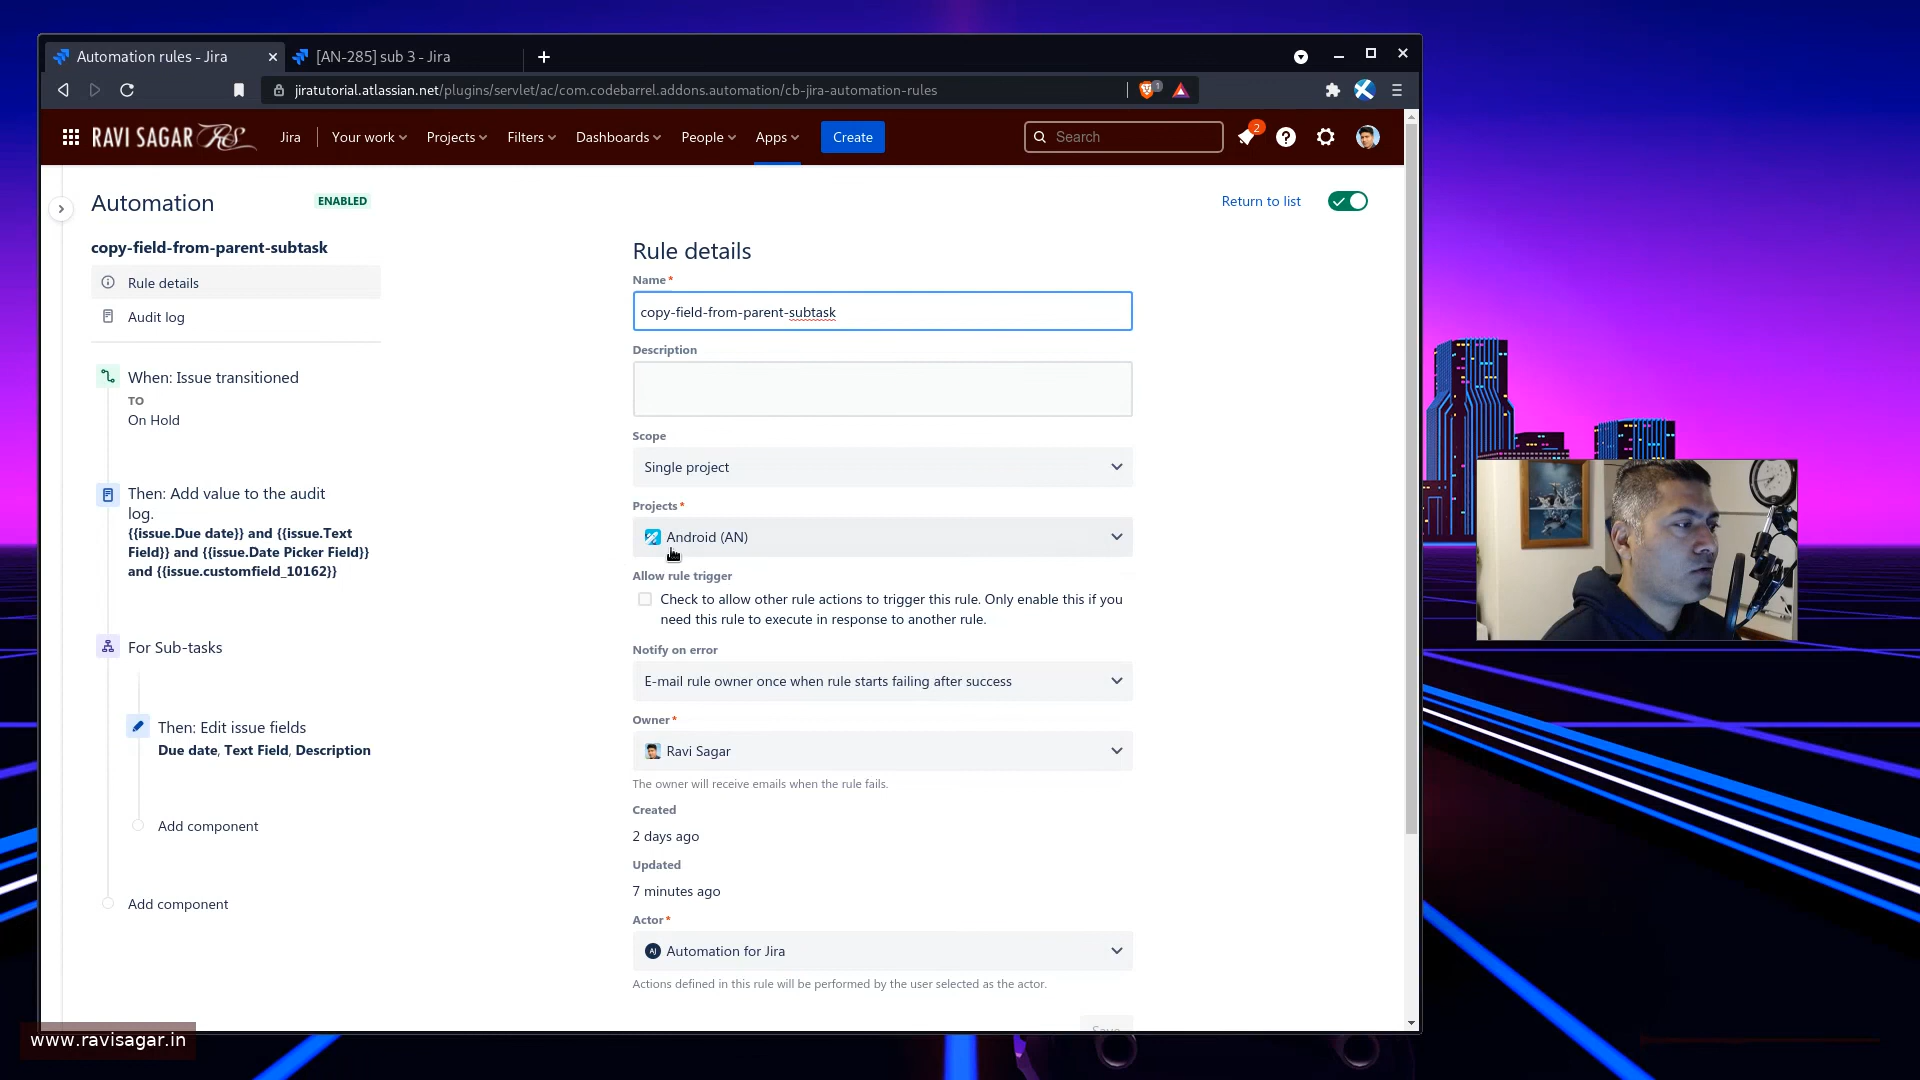 Automation rules - Jira
[AN-285] sub 3 - Jira
jiratutorial.atlassian.net/plugins/servlet/ac/com.codebarrel.addons.automation/cb-jira-automation-rules
1
RAVI SAGAR RS
Jira
Your work
Projects
Filters
Dashboards
People
Apps
Create
Search
2
Automation
ENABLED
Return to list
copy-field-from-parent-subtask
Rule details
Audit log
When: Issue transitioned
TO
On Hold
Then: Add value to the audit
log.
{{issue.Due date}} and {{issue.Text
Field}} and {{issue.Date Picker Field}}
and {{issue.customfield_10162}}
For Sub-tasks
Then: Edit issue fields
Due date, Text Field, Description
Add component
Add component
Rule details
Name*
copy-field-from-parent-subtask
Description
Scope
Single project
Projects*
Android (AN)
Allow rule trigger
Check to allow other rule actions to trigger this rule. Only enable this if you
need this rule to execute in response to another rule.
Notify on error
E-mail rule owner once when rule starts failing after success
Owner*
Ravi Sagar
The owner will receive emails when the rule fails.
Created
2 days ago
Updated
7 minutes ago
Actor*
AJ
Automation for Jira
Actions defined in this rule will be performed by the user selected as the actor.
Save
www.ravisagar.in